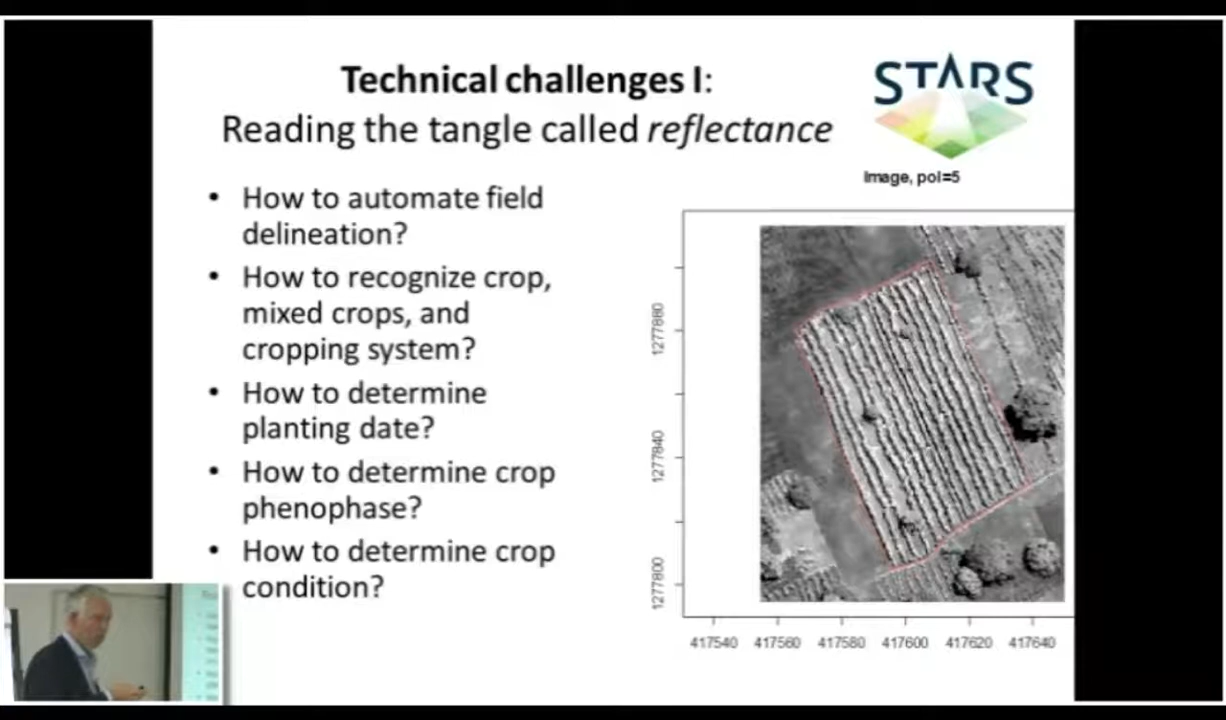 Technical challenges I:
Reading the tangle called reflectance
STARS
Image, pol=5
• How to automate field
delineation?
• How to recognize crop,
mixed crops, and
cropping system?
• How to determine
planting date?
• How to determine crop
phenophase?
• How to determine crop
condition?
1277880
1277840
1277800
417540 417560 417580 417600 417620 417640